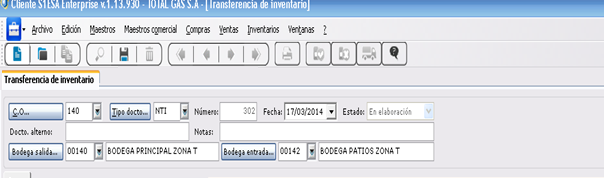 Cliente SIESA Enterprise v.1.13.930 - TOTAL GAS S.A - [Transferencia de inventario]
Archivo Edición Maestros Maestros comercial Compras Ventas Inventarios Ventanas ?
Transferencia de inventario
C.O... 140 Tipo docto... NTI Número: 302 Fecha: 17/03/2014 Estado: En elaboración
Docto. alterno: Notas:
Bodega salida... 00140 BODEGA PRINCIPAL ZONA T Bodega entrada... 00142 BODEGA PATIOS ZONA T